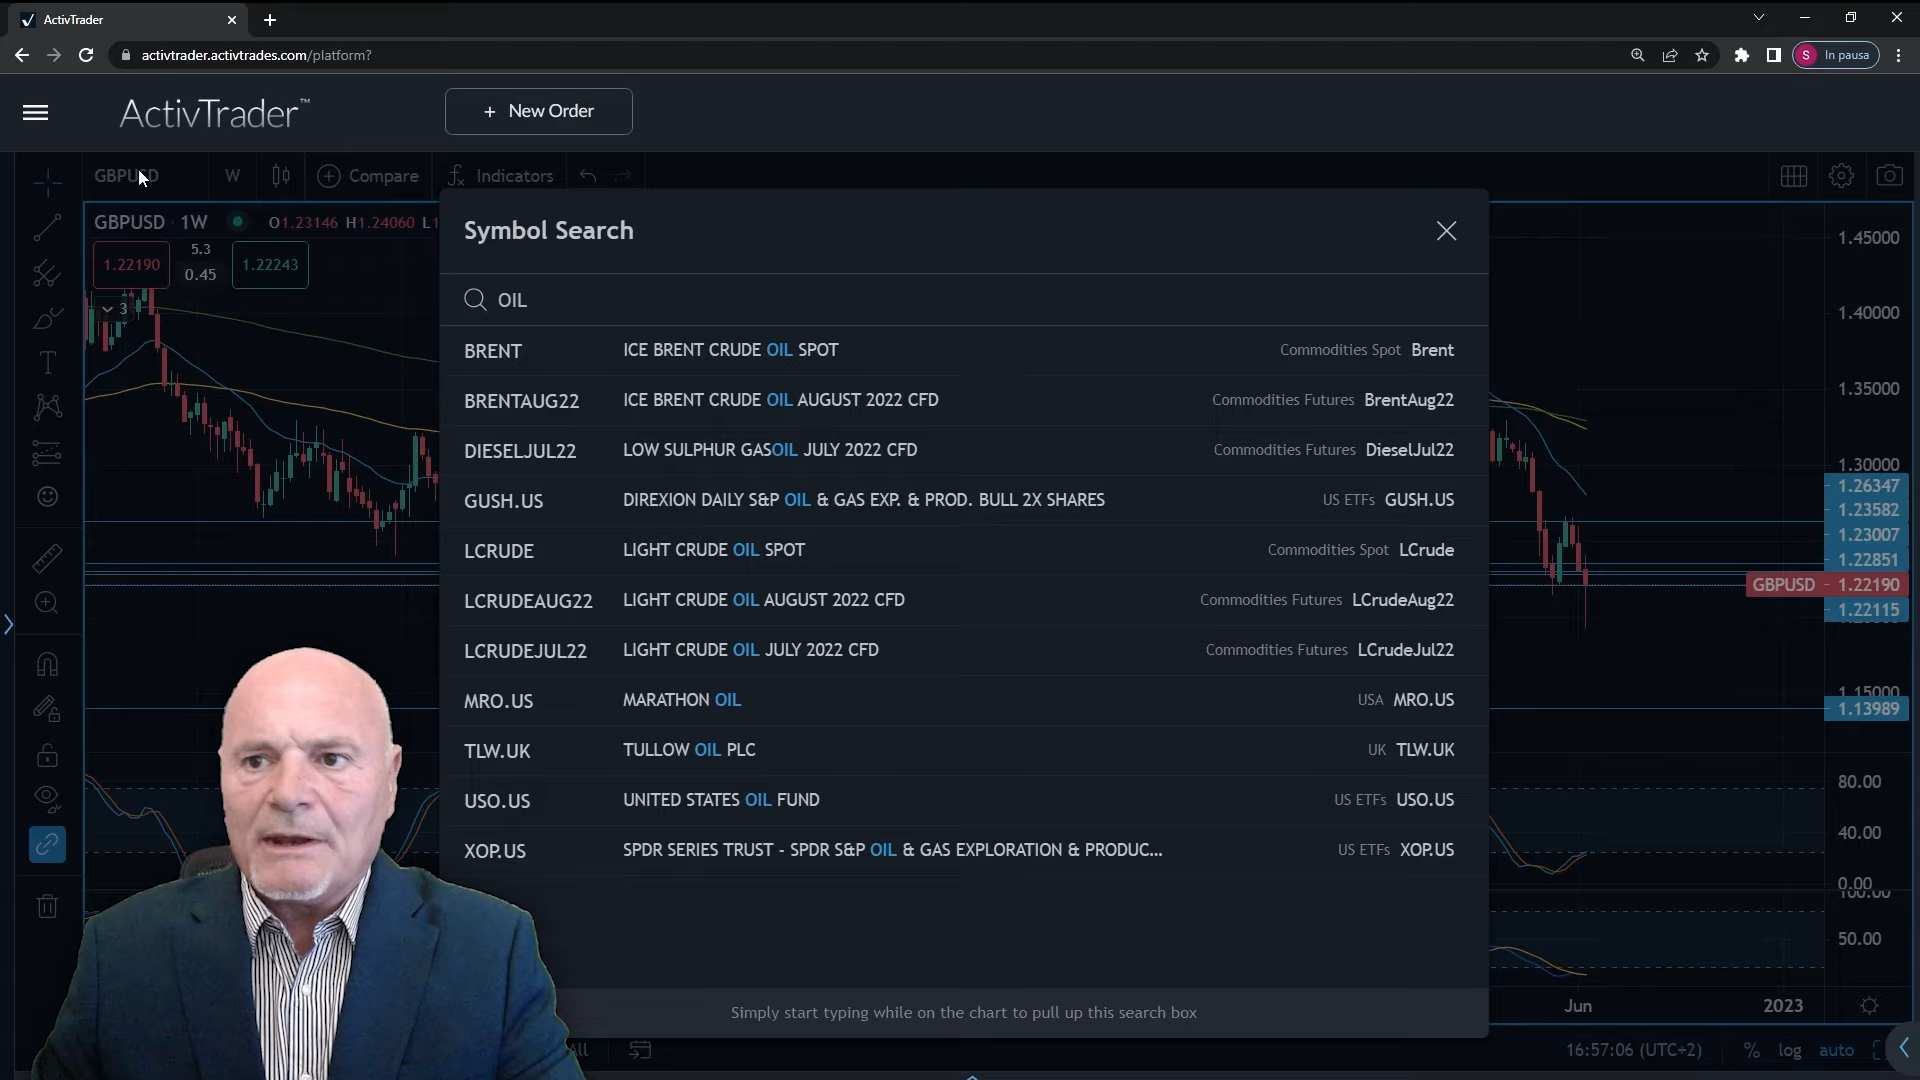 ActivTrader
activtrader.activtrades.com/platform?
S In pausa
ActivTrader™
+ New Order
GBPUSD W Compare Indicators
GBPUSD · 1W O1.23146 H1.24060
1.22190 5.3 0.45 1.22243
3
Symbol Search
OIL
BRENT ICE BRENT CRUDE OIL SPOT Commodities Spot Brent
BRENTAUG22 ICE BRENT CRUDE OIL AUGUST 2022 CFD Commodities Futures BrentAug22
DIESELJUL22 LOW SULPHUR GASOIL JULY 2022 CFD Commodities Futures DieselJul22
GUSH.US DIREXION DAILY S&P OIL & GAS EXP. & PROD. BULL 2X SHARES US ETFs GUSH.US
LCRUDE LIGHT CRUDE OIL SPOT Commodities Spot LCrude
LCRUDEAUG22 LIGHT CRUDE OIL AUGUST 2022 CFD Commodities Futures LCrudeAug22
LCRUDEJUL22 LIGHT CRUDE OIL JULY 2022 CFD Commodities Futures LCrudeJul22
MRO.US MARATHON OIL USA MRO.US
TLW.UK TULLOW OIL PLC UK TLW.UK
USO.US UNITED STATES OIL FUND US ETFs USO.US
XOP.US SPDR SERIES TRUST - SPDR S&P OIL & GAS EXPLORATION & PRODUC... US ETFs XOP.US
Simply start typing while on the chart to pull up this search box
1.45000
1.40000
1.35000
1.30000
1.26347
1.23582
1.23007
1.22851
GBPUSD 1.22190
1.22115
1.15000
1.13989
80.00
40.00
0.00
100.00
50.00
Jun 2023
16:57:06 (UTC+2) % log auto